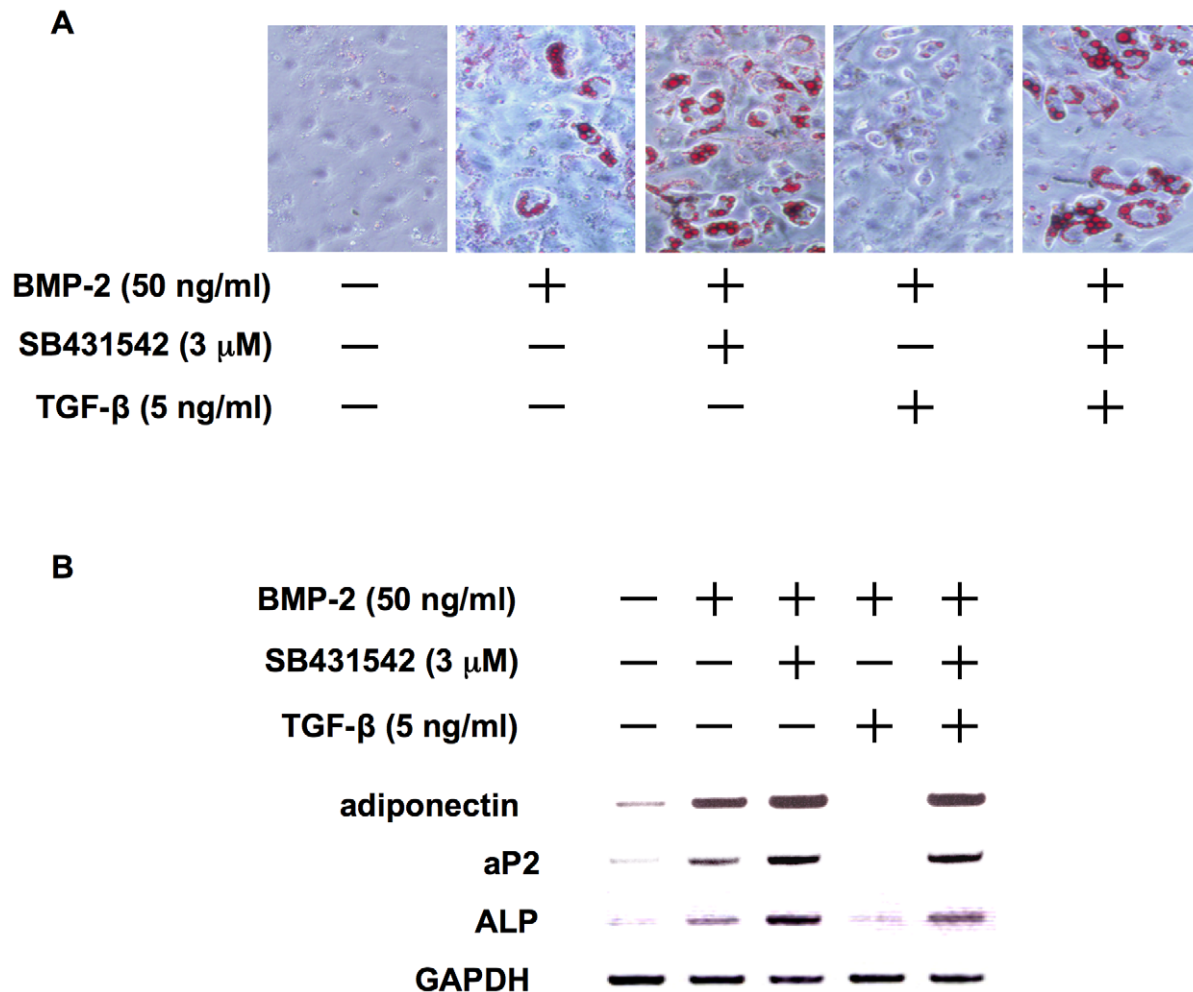 A
BMP-2 (50 ng/ml) — + + + +
SB431542 (3 μM) — — + — +
TGF-β (5 ng/ml) — — — + +
B
BMP-2 (50 ng/ml) — + + + +
SB431542 (3 μM) — — + — +
TGF-β (5 ng/ml) — — — + +
adiponectin
aP2
ALP
GAPDH